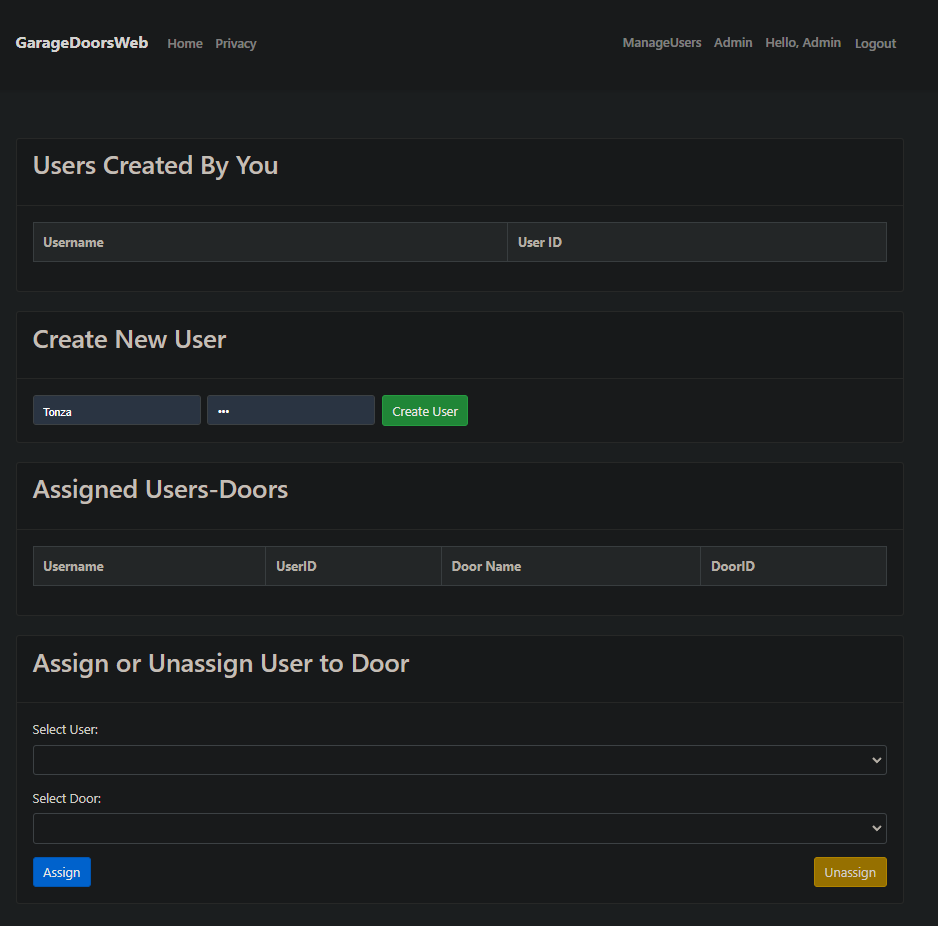 GarageDoorsWeb Home Privacy ManageUsers Admin Hello, Admin Logout
Users Created By You
Username User ID
Create New User
Tonza ••• Create User
Assigned Users-Doors
Username UserID Door Name DoorID
Assign or Unassign User to Door
Select User:
Select Door:
Assign Unassign